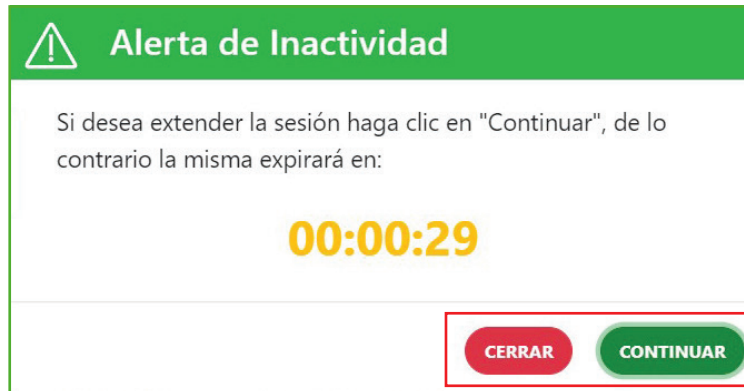 Alerta de Inactividad
Si desea extender la sesión haga clic en "Continuar", de lo
contrario la misma expirará en:
00:00:29
CERRAR CONTINUAR